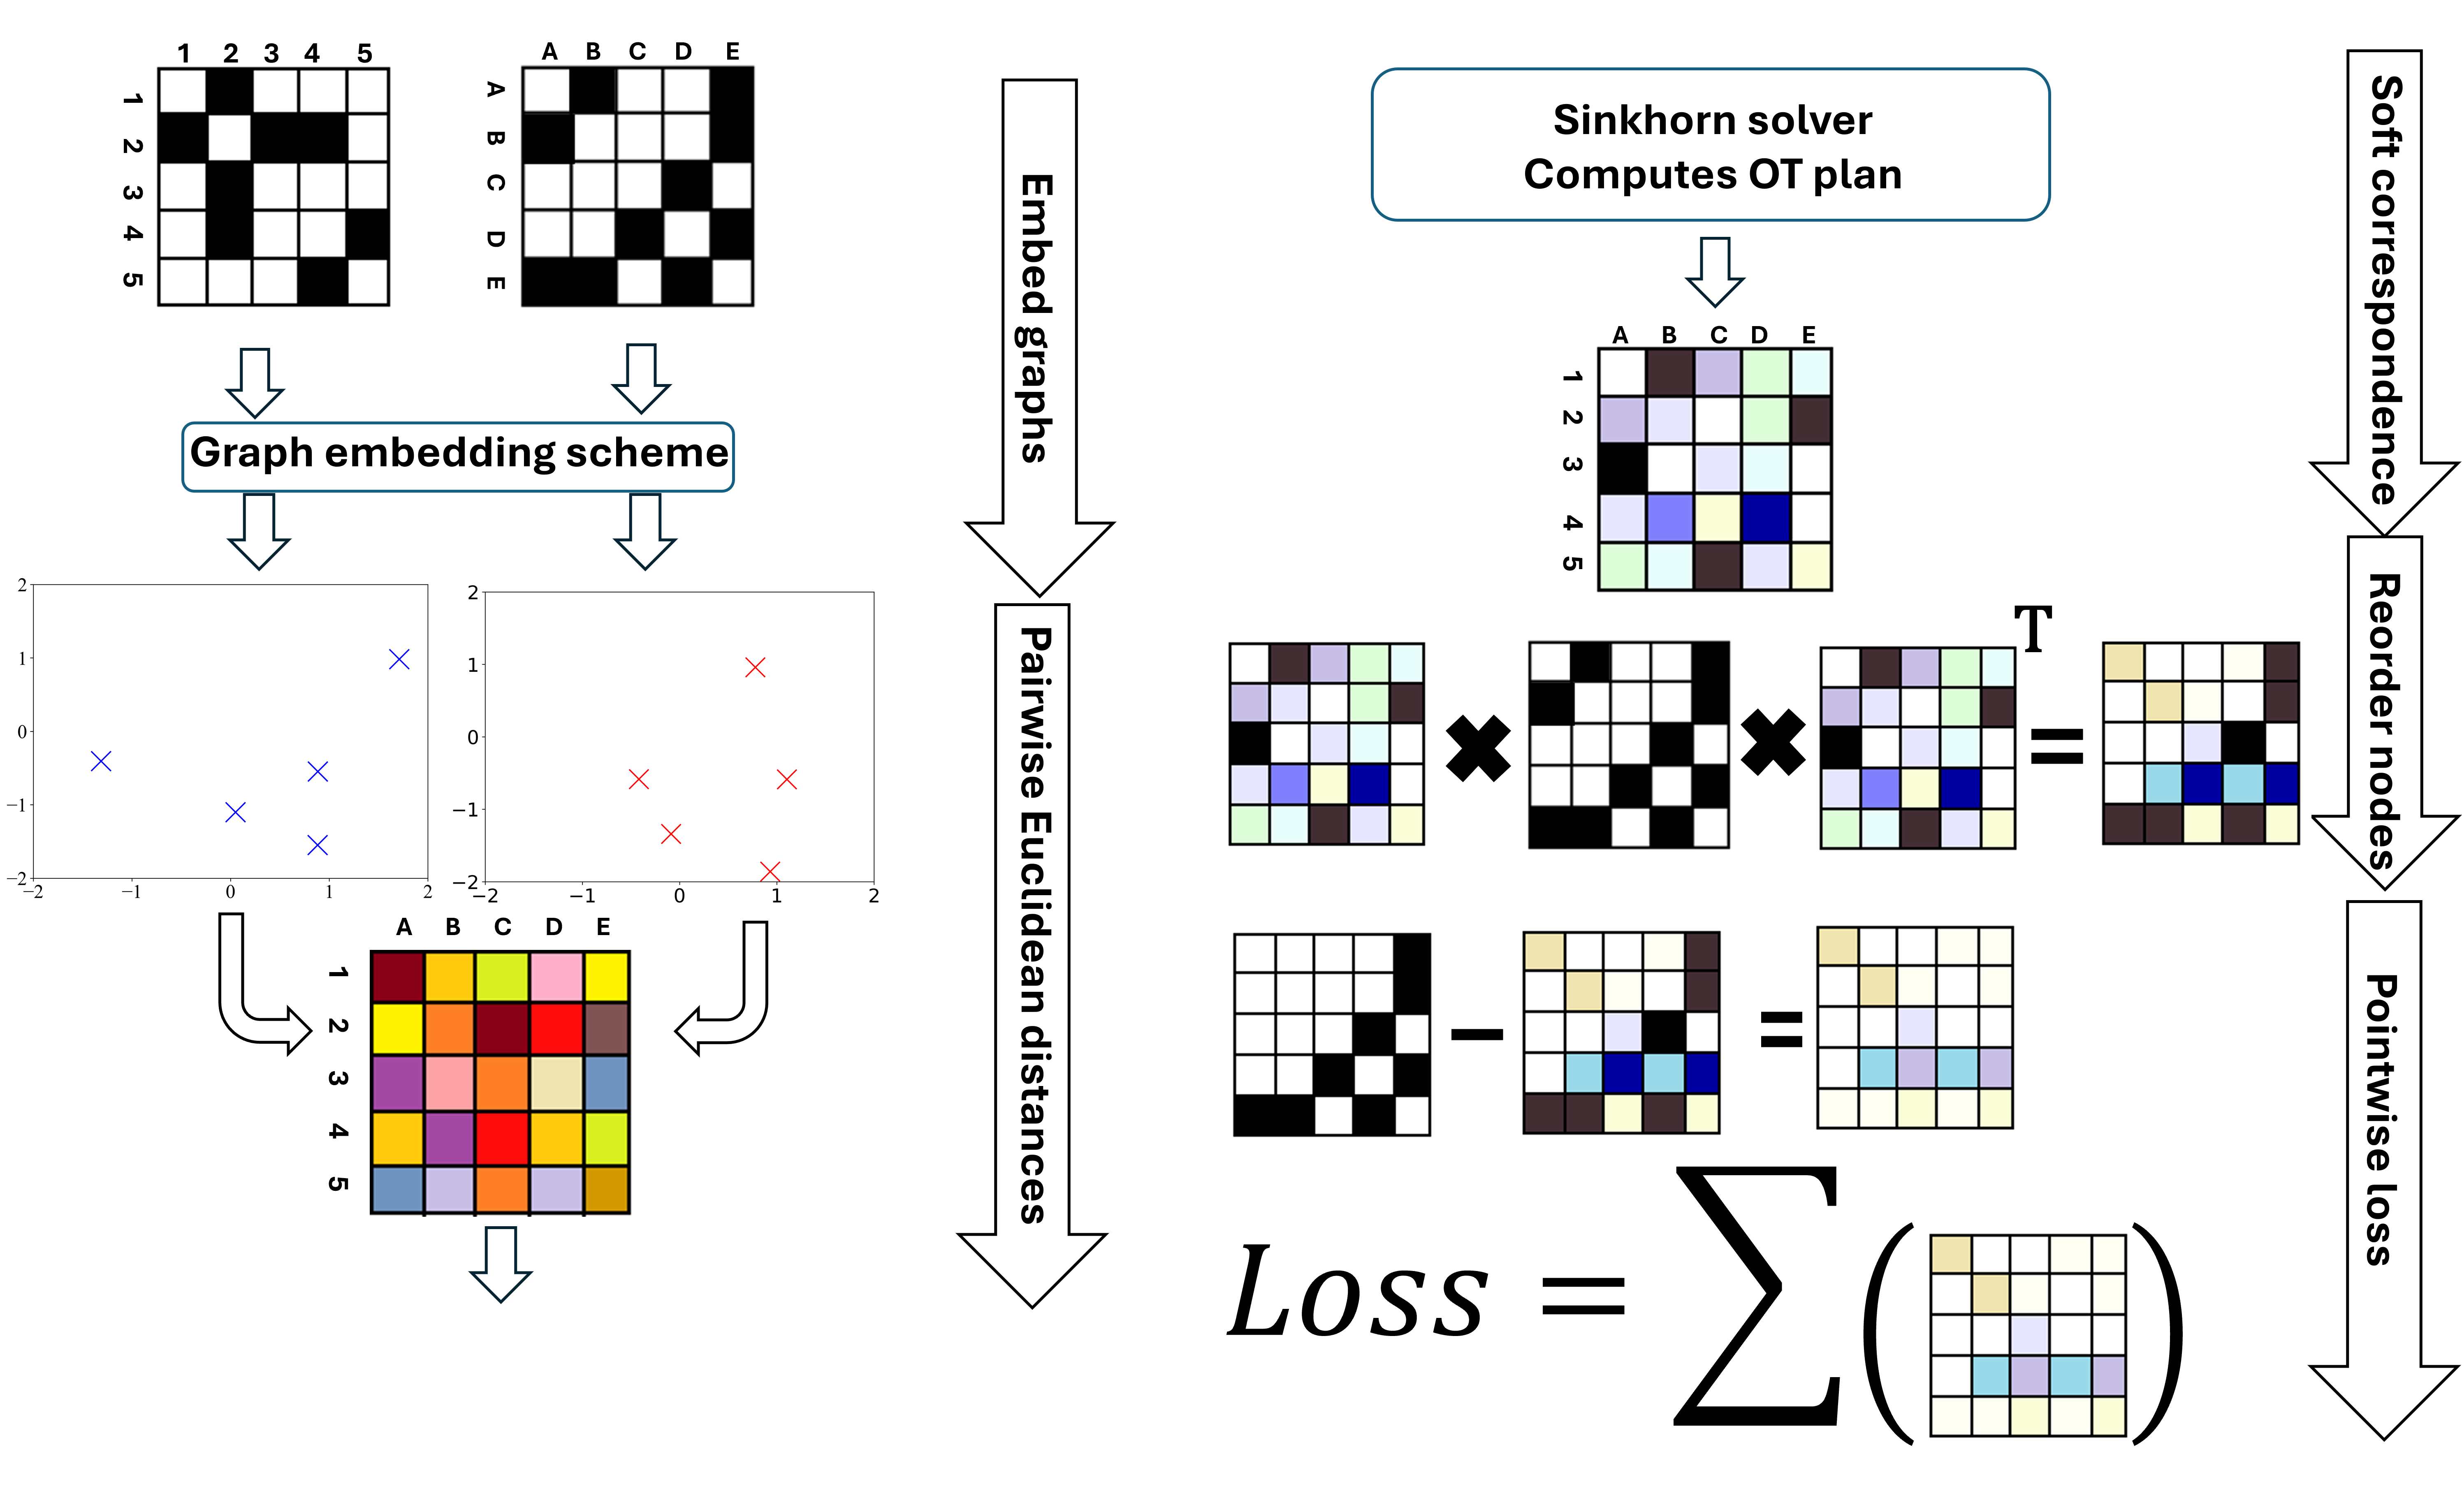 1 2 3 4 5
1
2
3
4
5
A B C D E
A
B
C
D
E
Graph embedding scheme
2
1
0
−1
−2
−2 −1 0 1 2
2
1
0
−1
−2
−2 −1 0 1 2
A B C D E
1
2
3
4
5
Embed graphs
Pairwise Euclidean distances
Sinkhorn solver
Computes OT plan
A B C D E
1
2
3
4
5
T
=
−
=
Loss = ∑ ( )
Soft correspondence
Reorder nodes
Pointwise loss